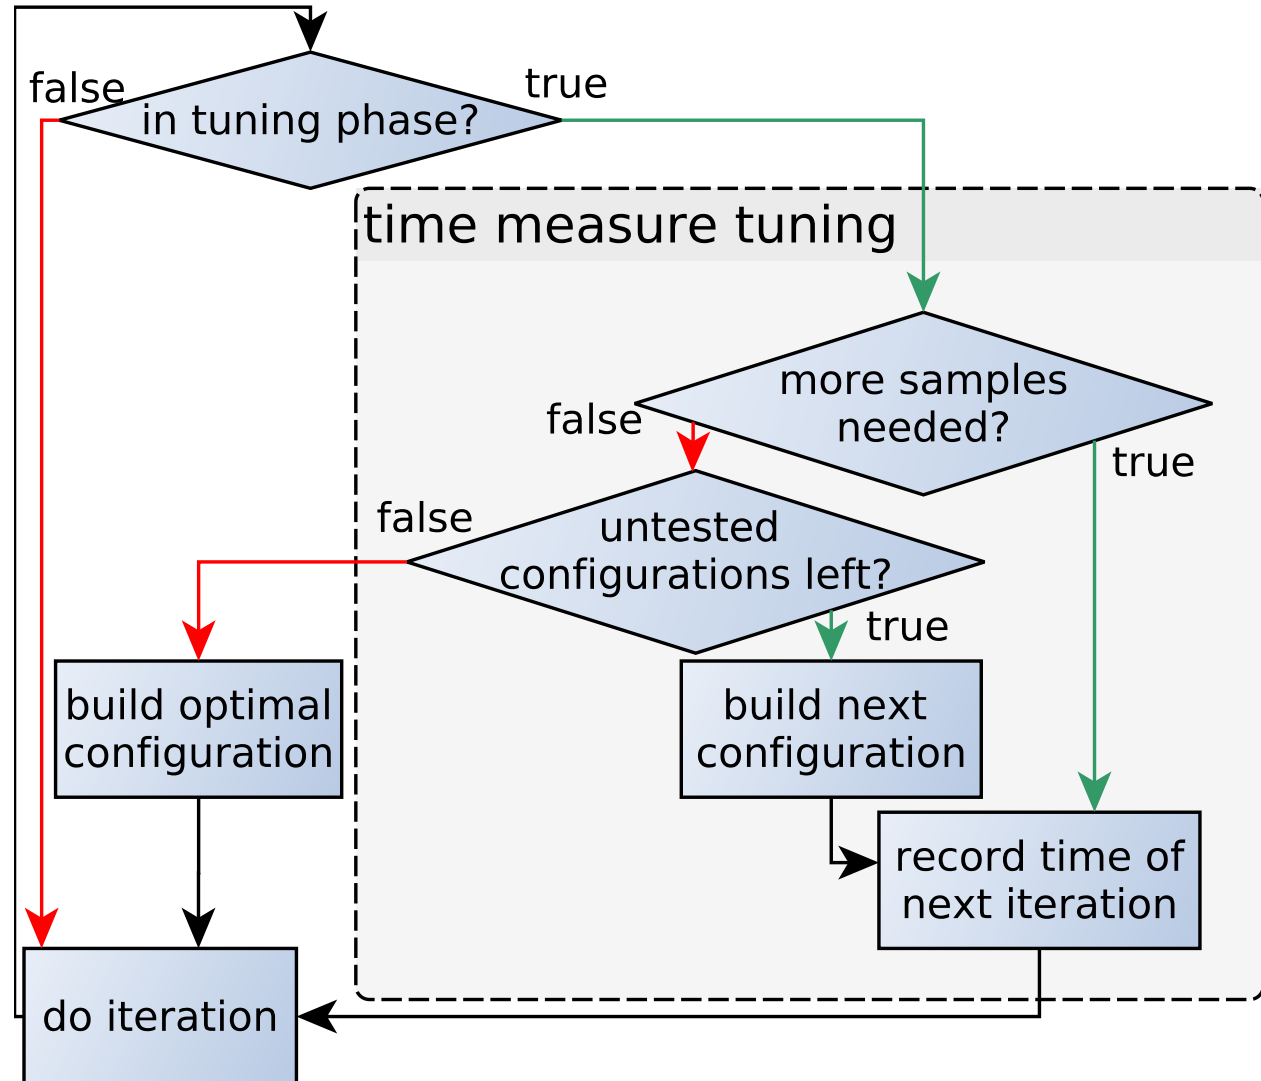 false
true
in tuning phase?
time measure tuning
more samples
needed?
false
true
false
untested
configurations left?
true
build optimal
configuration
build next
configuration
record time of
next iteration
do iteration